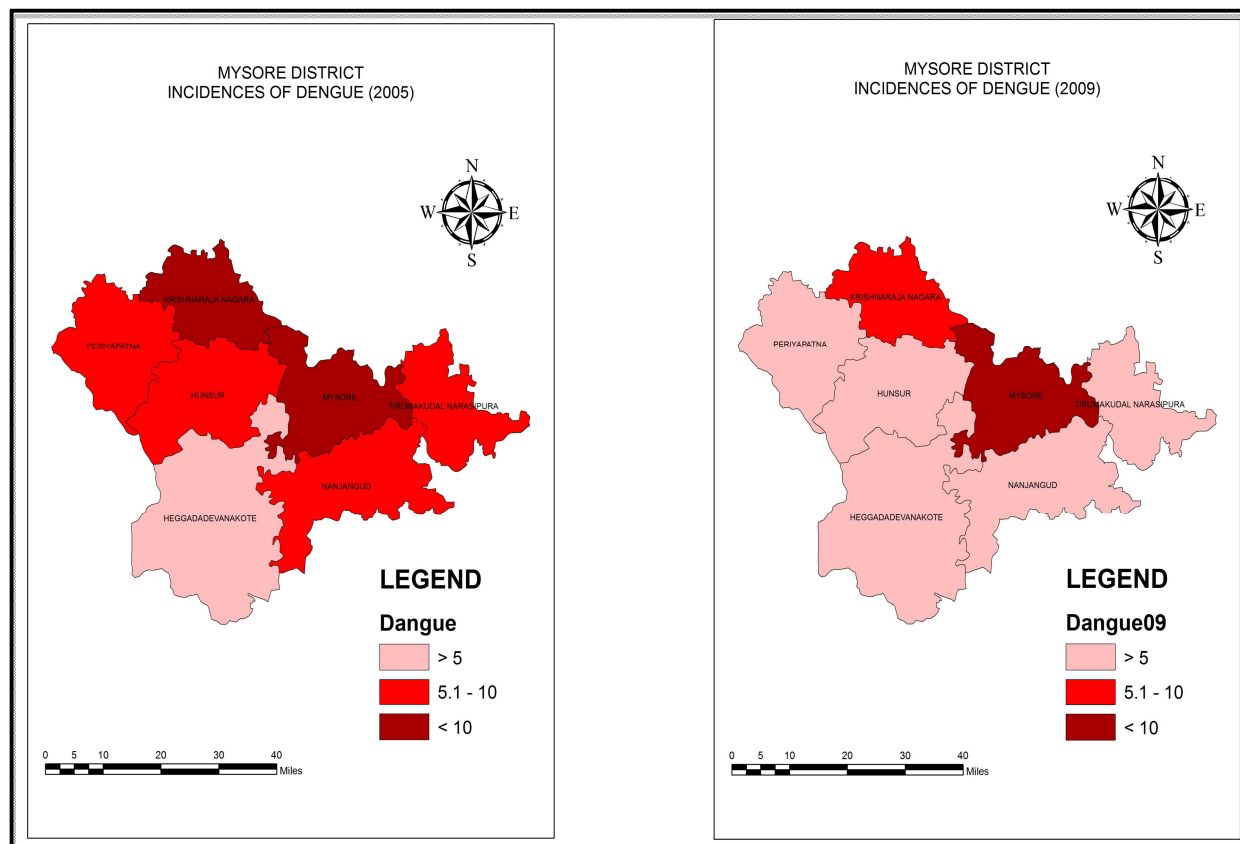 MYSORE DISTRICT
INCIDENCES OF DENGUE (2005)
N
W
E
S
KRISHNARAJA NAGARA
PERIYAPATNA
HUNSUR
MYSORE
TIRUMAKUDAL NARASIPURA
NANJANGUD
HEGGADADEVANAKOTE
LEGEND
Dangue
> 5
5.1 - 10
< 10
0 5 10 20 30 40
Miles
MYSORE DISTRICT
INCIDENCES OF DENGUE (2009)
N
W
E
S
KRISHNARAJA NAGARA
PERIYAPATNA
HUNSUR
MYSORE
TIRUMAKUDAL NARASIPURA
NANJANGUD
HEGGADADEVANAKOTE
LEGEND
Dangue09
> 5
5.1 - 10
< 10
0 5 10 20 30 40
Miles